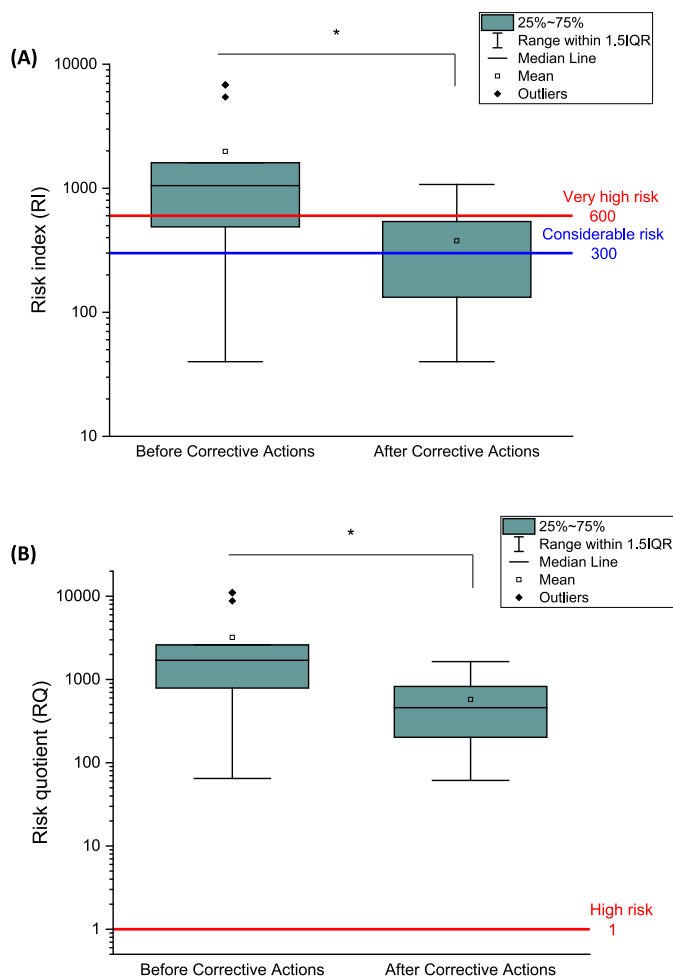 (A)
*
25%~75%
Range within 1.5IQR
Median Line
Mean
Outliers
10000
1000
100
10
Risk index (RI)
Very high risk
600
Considerable risk
300
Before Corrective Actions
After Corrective Actions
(B)
*
25%~75%
Range within 1.5IQR
Median Line
Mean
Outliers
10000
1000
100
10
1
Risk quotient (RQ)
High risk
1
Before Corrective Actions
After Corrective Actions